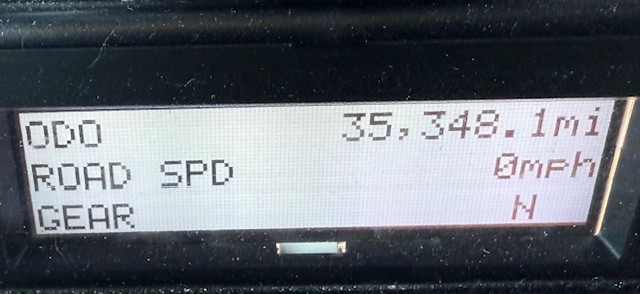 ODO 35,348.1mi
ROAD SPD 0mph
GEAR N